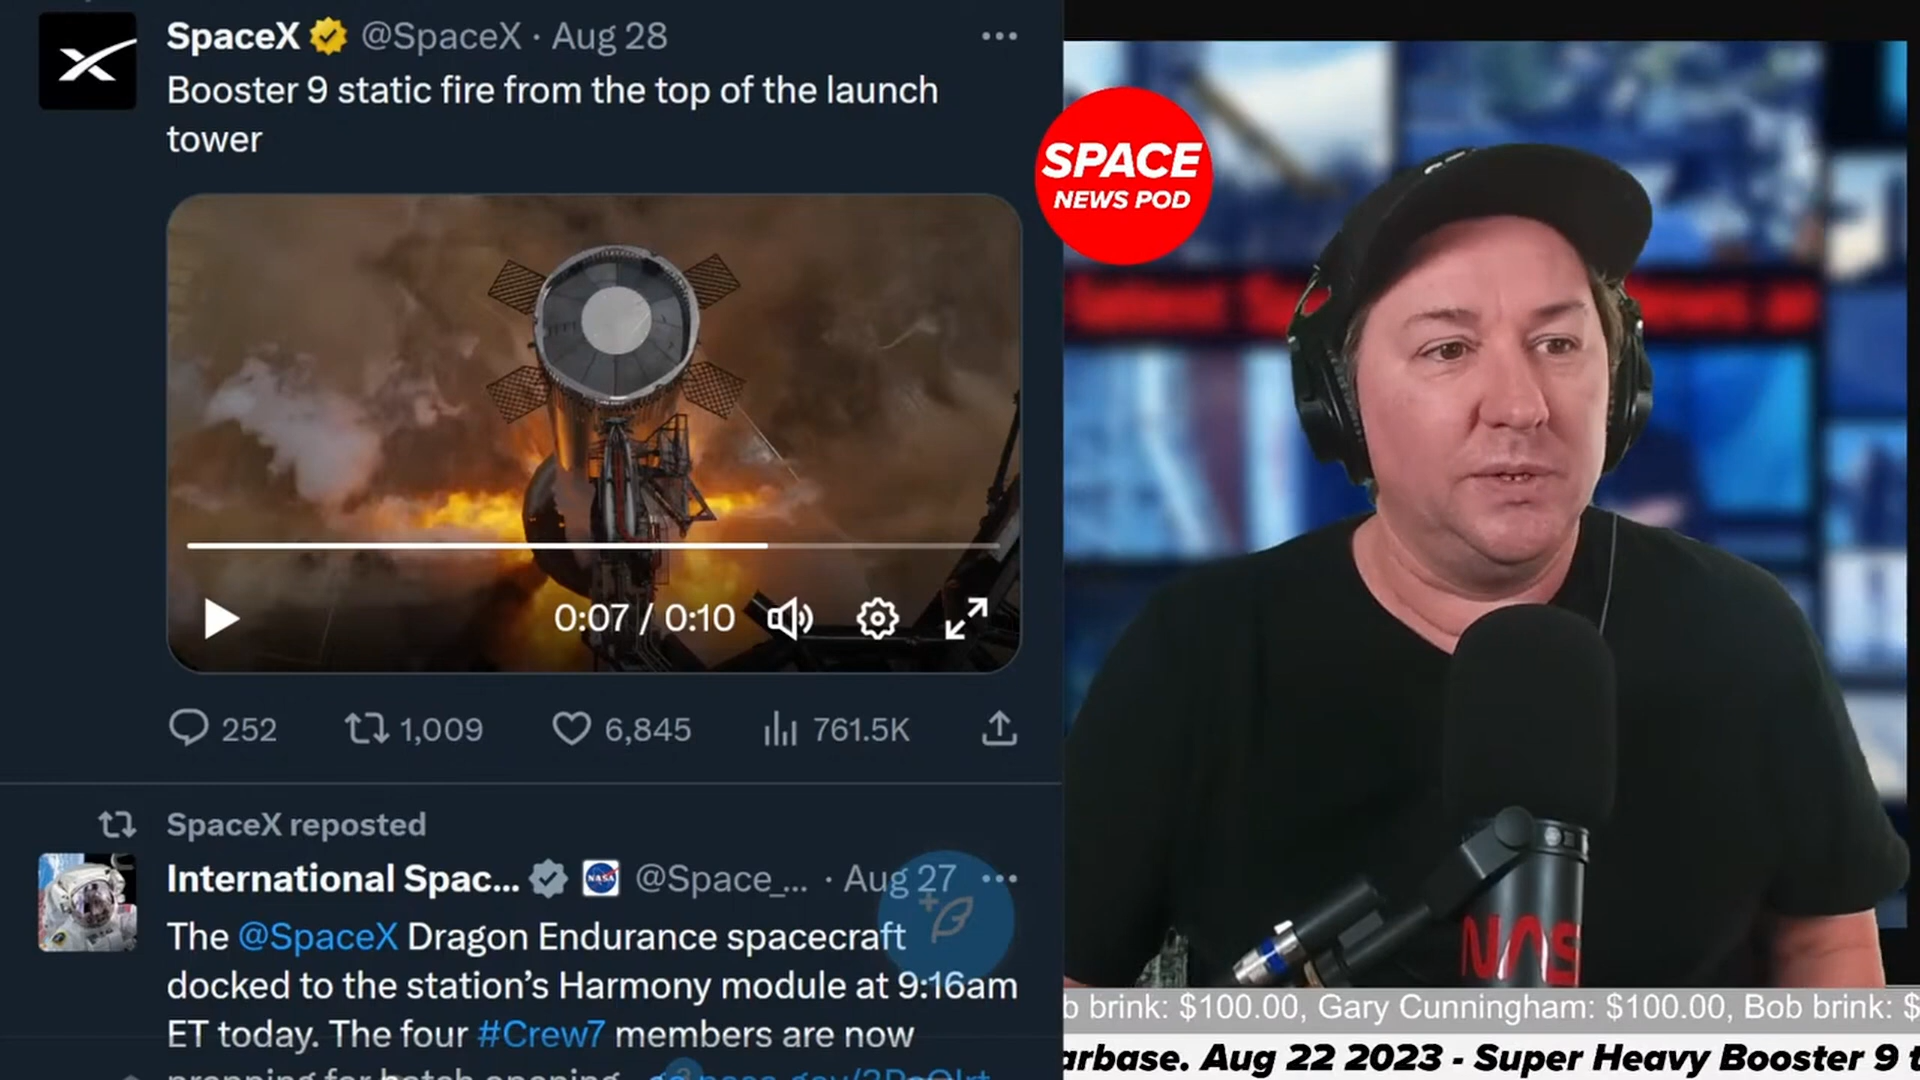 SpaceX @SpaceX · Aug 28
Booster 9 static fire from the top of the launch
tower
0:07 / 0:10
252 1,009 6,845 761.5K
SpaceX reposted
International Spac... NASA @Space_... · Aug 27
The @SpaceX Dragon Endurance spacecraft
docked to the station's Harmony module at 9:16am
ET today. The four #Crew7 members are now
SPACE
NEWS POD
NAS
b brink: $100.00, Gary Cunningham: $100.00, Bob brink: $
arbase. Aug 22 2023 - Super Heavy Booster 9 t